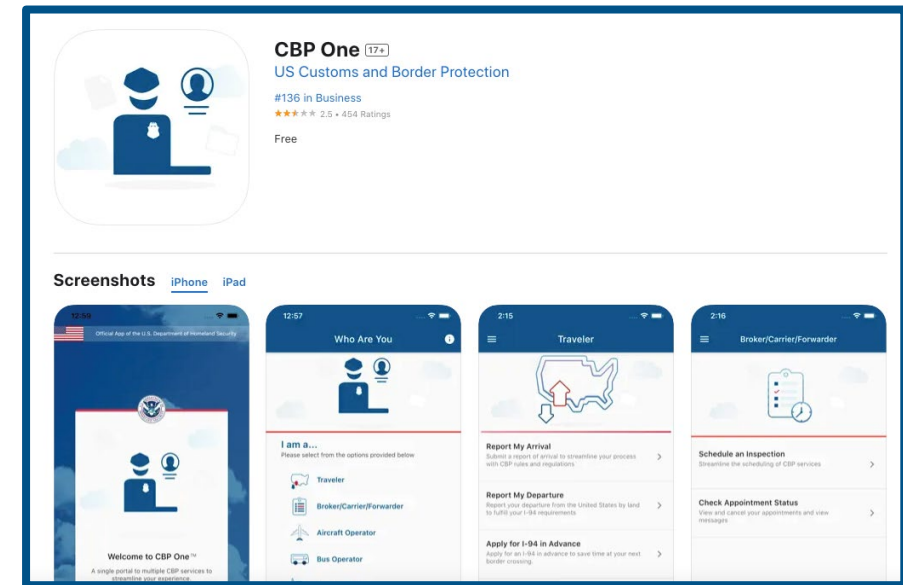 CBP One 17+
US Customs and Border Protection
#136 in Business
2.5 • 454 Ratings
Free
Screenshots iPhone iPad
12:56
Official App of the U.S. Department of Homeland Security
Welcome to CBP One™
A single portal to multiple CBP services to
streamline your experience.
12:57
Who Are You
I am a...
Please select from the options provided below
Traveler
Broker/Carrier/Forwarder
Aircraft Operator
Bus Operator
2:15
Traveler
Report My Arrival
Submit a report of arrival to streamline your process
with CBP rules and regulations
Report My Departure
Report your departure from the United States by land
to fulfill your I-94 requirements
Apply for I-94 in Advance
Apply for an I-94 in advance to save time at your next
border crossing.
2:16
Broker/Carrier/Forwarder
Schedule an Inspection
Streamline the scheduling of CBP services
Check Appointment Status
View and cancel your appointments and view
messages.